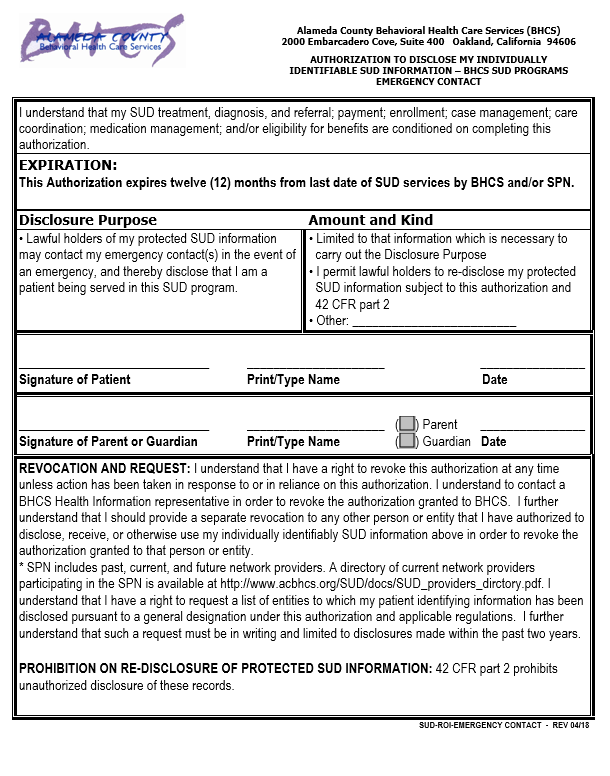 BHCS
ALAMEDA COUNTY
Behavioral Health Care Services
Alameda County Behavioral Health Care Services (BHCS)
2000 Embarcadero Cove, Suite 400 Oakland, California 94606
AUTHORIZATION TO DISCLOSE MY INDIVIDUALLY
IDENTIFIABLE SUD INFORMATION – BHCS SUD PROGRAMS
EMERGENCY CONTACT
I understand that my SUD treatment, diagnosis, and referral; payment; enrollment; case management; care
coordination; medication management; and/or eligibility for benefits are conditioned on completing this
authorization.
EXPIRATION:
This Authorization expires twelve (12) months from last date of SUD services by BHCS and/or SPN.
Disclosure Purpose
• Lawful holders of my protected SUD information
may contact my emergency contact(s) in the event of
an emergency, and thereby disclose that I am a
patient being served in this SUD program.
Amount and Kind
• Limited to that information which is necessary to
carry out the Disclosure Purpose
• I permit lawful holders to re-disclose my protected
SUD information subject to this authorization and
42 CFR part 2
• Other: __________________________
Signature of Patient Print/Type Name Date
( ) Parent
Signature of Parent or Guardian Print/Type Name ( ) Guardian Date
REVOCATION AND REQUEST: I understand that I have a right to revoke this authorization at any time
unless action has been taken in response to or in reliance on this authorization. I understand to contact a
BHCS Health Information representative in order to revoke the authorization granted to BHCS. I further
understand that I should provide a separate revocation to any other person or entity that I have authorized to
disclose, receive, or otherwise use my individually identifiably SUD information above in order to revoke the
authorization granted to that person or entity.
* SPN includes past, current, and future network providers. A directory of current network providers
participating in the SPN is available at http://www.acbhcs.org/SUD/docs/SUD_providers_dirctory.pdf. I
understand that I have a right to request a list of entities to which my patient identifying information has been
disclosed pursuant to a general designation under this authorization and applicable regulations. I further
understand that such a request must be in writing and limited to disclosures made within the past two years.
PROHIBITION ON RE-DISCLOSURE OF PROTECTED SUD INFORMATION: 42 CFR part 2 prohibits
unauthorized disclosure of these records.
SUD-ROI-EMERGENCY CONTACT - REV 04/18